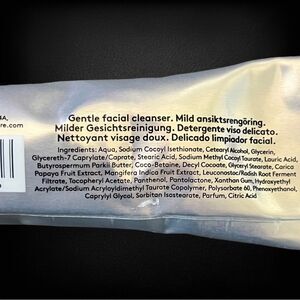 Gentle facial cleanser. Mild ansiktsrengöring.
Milder Gesichtsreinigung. Detergente viso delicato.
Nettoyant visage doux. Delicado limpiador facial.
Ingredients: Aqua, Sodium Cocoyl Isethionate, Cetearyl Alcohol, Glycerin,
Glycereth-7 Caprylate/Caprate, Stearic Acid, Sodium Methyl Cocoyl Taurate, Lauric Acid,
Butyrospermum Parkii Butter, Coco-Betaine, Decyl Cocoate, Glyceryl Stearate, Carica
Papaya Fruit Extract, Mangifera Indica Fruit Extract, Leuconostoc/Radish Root Ferment
Filtrate, Tocopheryl Acetate, Panthenol, Pantolactone, Xanthan Gum, Hydroxyethyl
Acrylate/Sodium Acryloyldimethyl Taurate Copolymer, Polysorbate 60, Phenoxyethanol,
Caprylyl Glycol, Sorbitan Isostearate, Parfum, Citric Acid